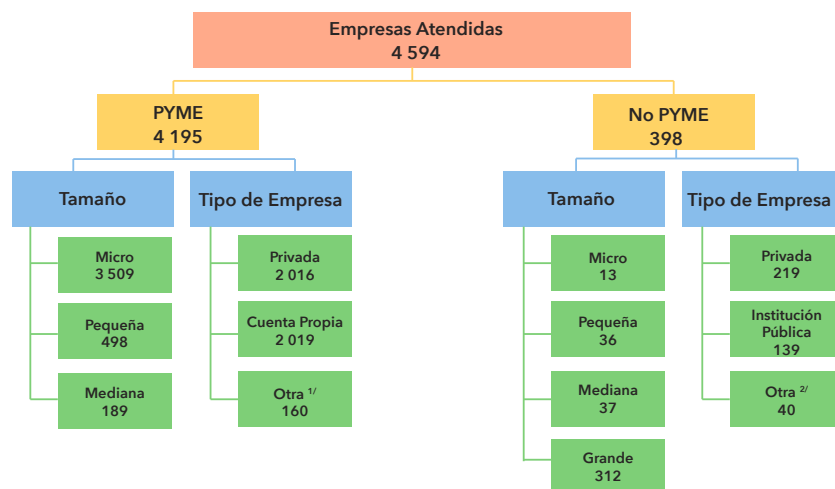 Empresas Atendidas
4 594
PYME
4 195
No PYME
398
Tamaño
Tipo de Empresa
Tamaño
Tipo de Empresa
Micro
3 509
Pequeña
498
Mediana
189
Privada
2 016
Cuenta Propia
2 019
Otra 1/
160
Micro
13
Pequeña
36
Mediana
37
Grande
312
Privada
219
Institución
Pública
139
Otra 2/
40